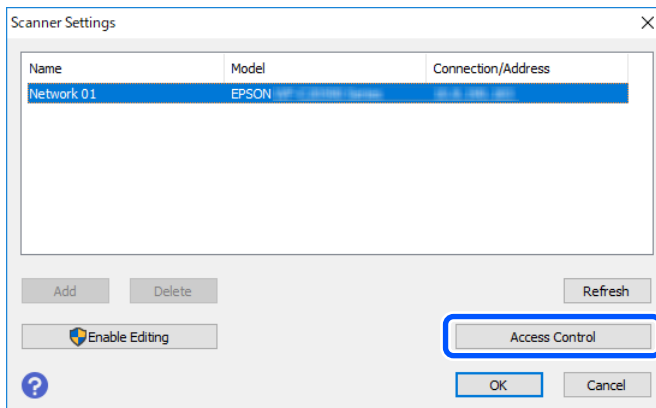 Scanner Settings
Name Model Connection/Address
Network 01 EPSON
Add Delete Refresh
Enable Editing Access Control
OK Cancel